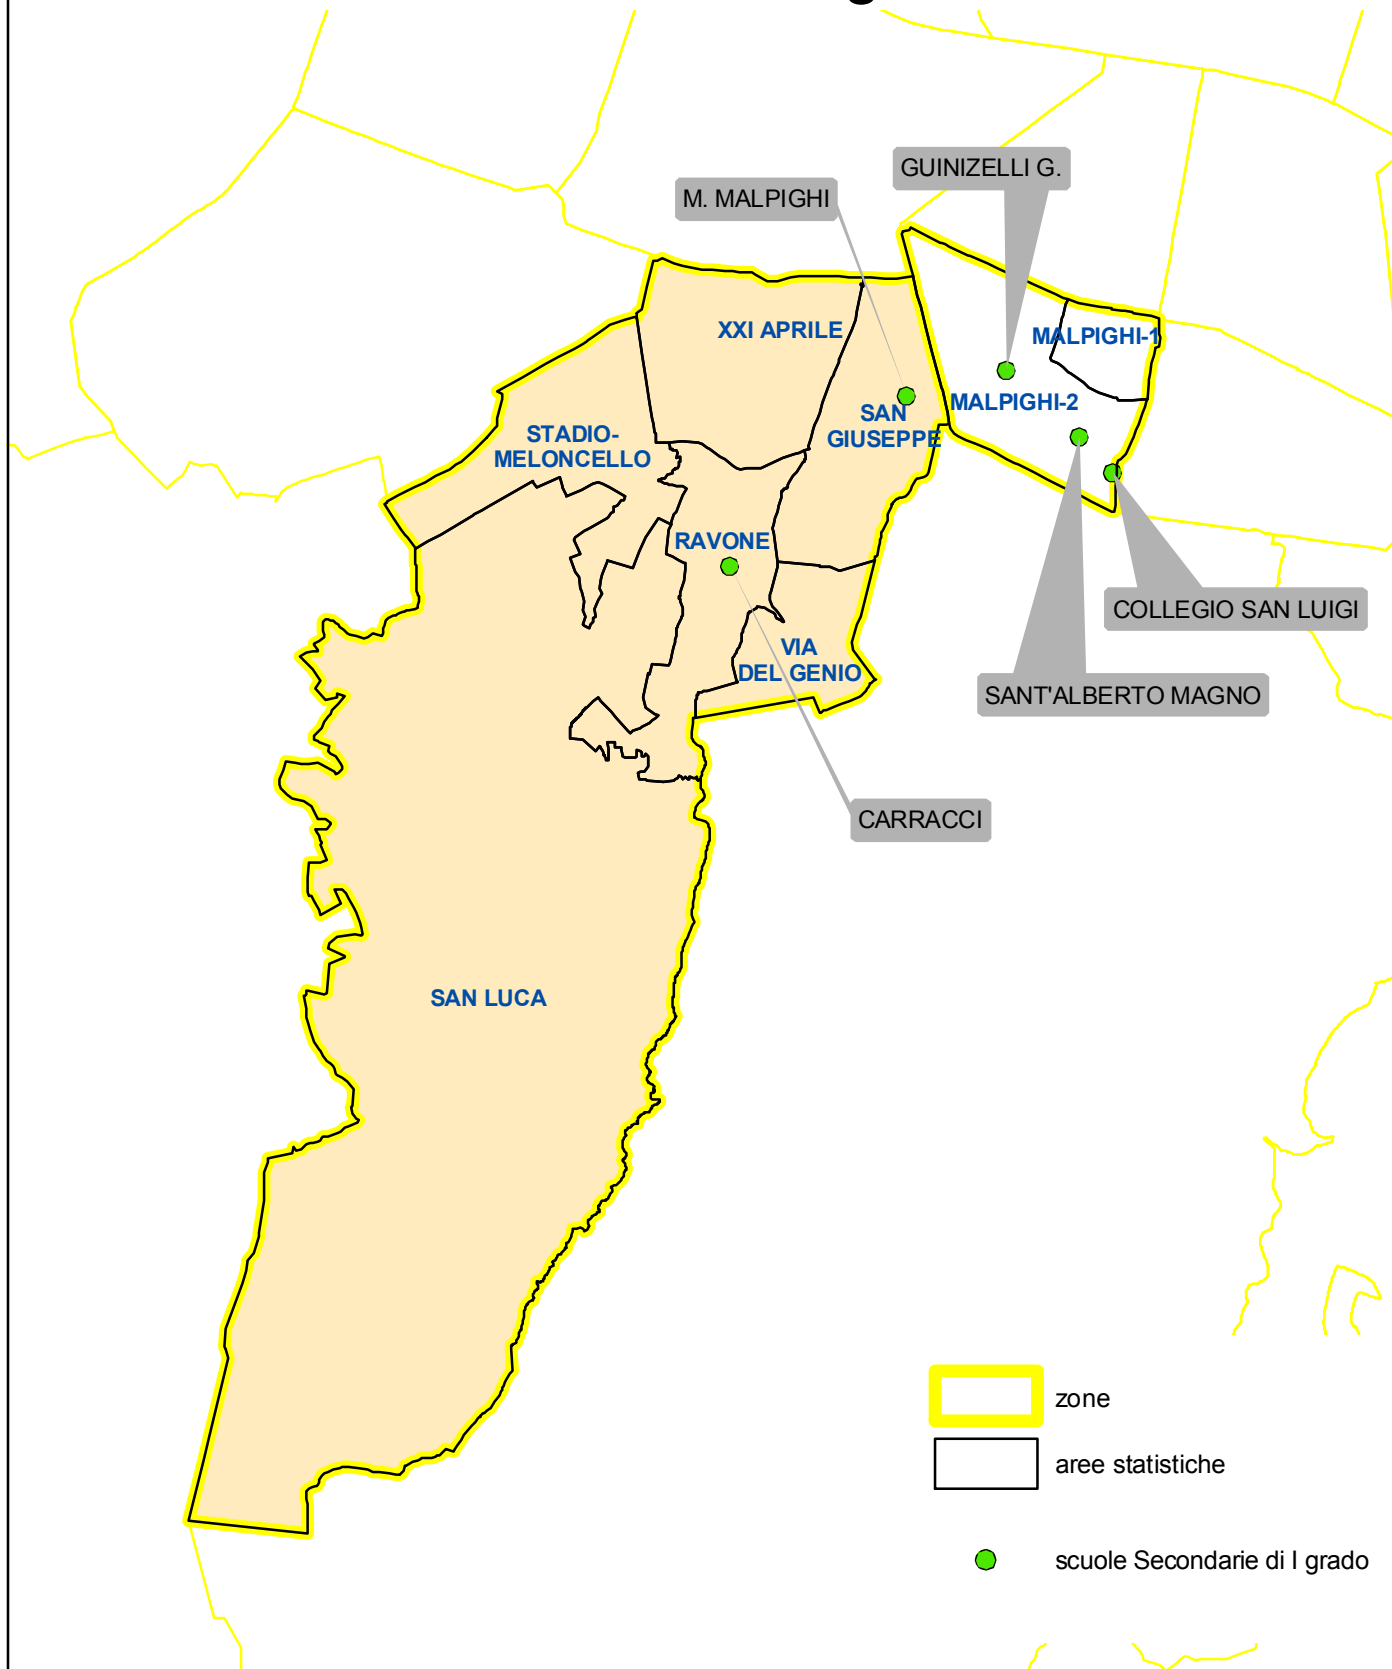 GUINIZELLI G.
M. MALPIGHI
XXI APRILE
MALPIGHI-1
MALPIGHI-2
SAN
GIUSEPPE
STADIO-
MELONCELLO
RAVONE
COLLEGIO SAN LUIGI
VIA
DEL GENIO
SANT'ALBERTO MAGNO
CARRACCI
SAN LUCA
zone
aree statistiche
scuole Secondarie di I grado